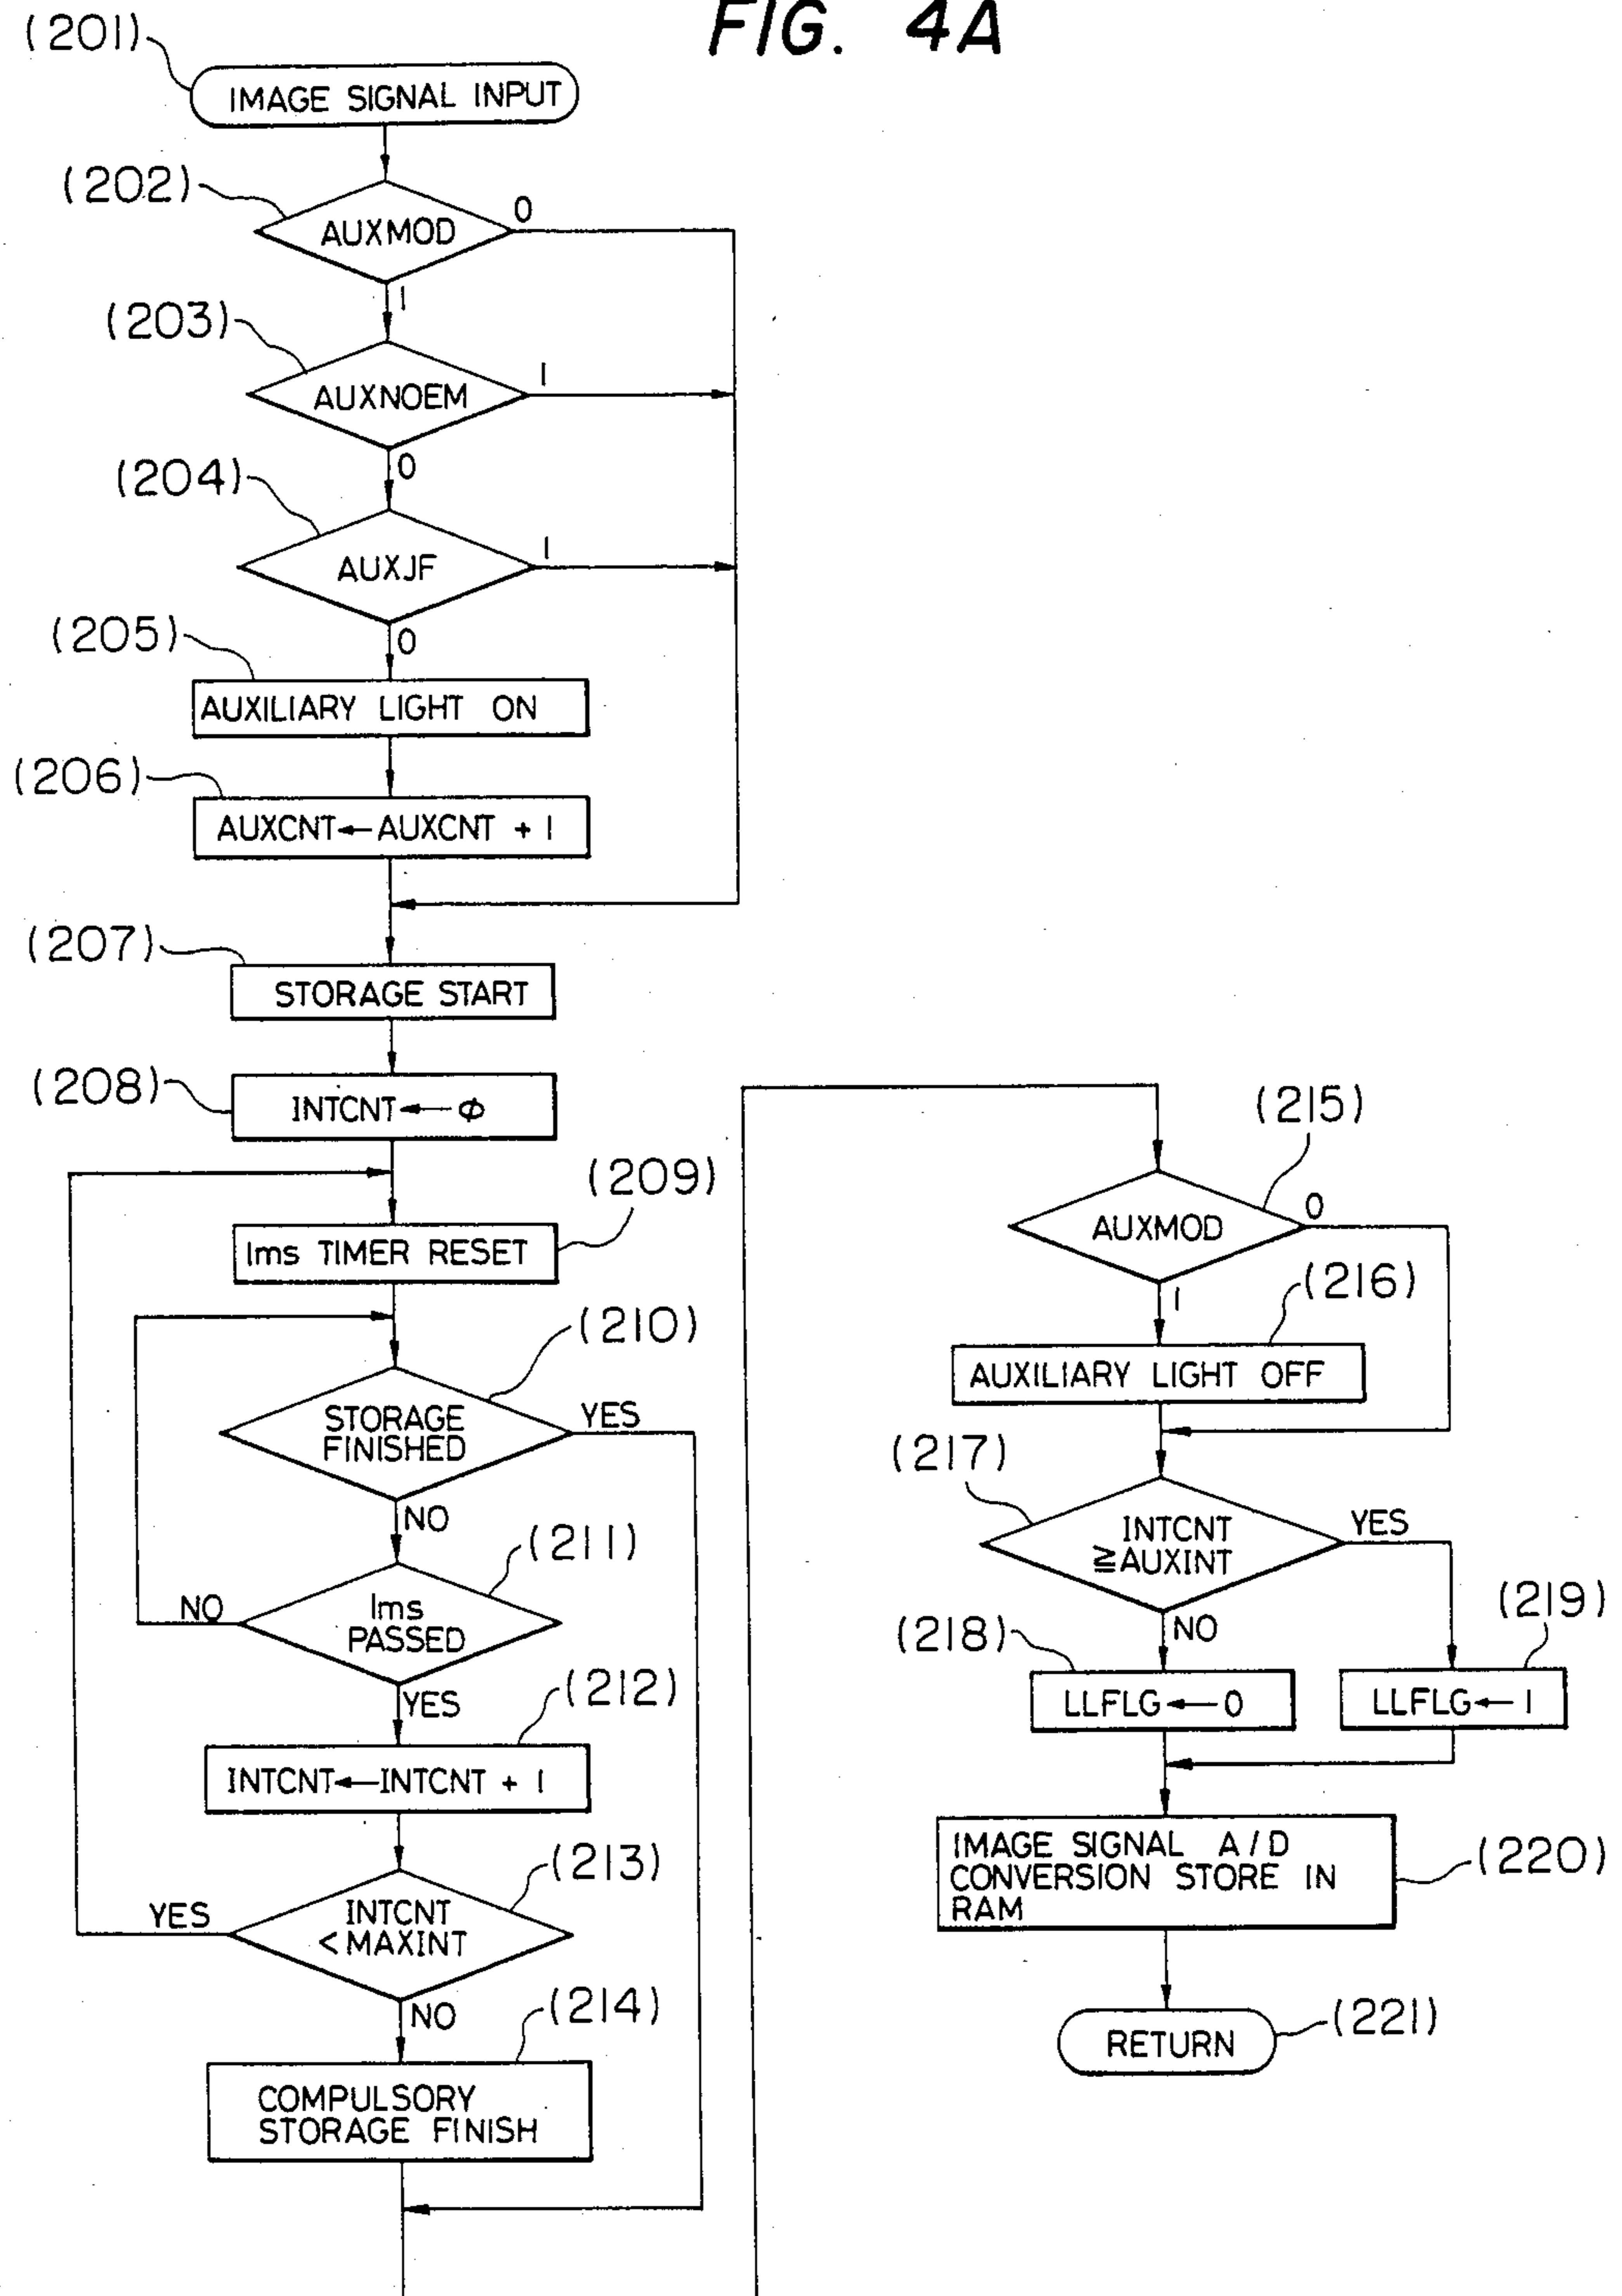 FIG. 4A
(201)
IMAGE SIGNAL INPUT
(202)
AUXMOD
0
1
(203)
AUXNOEM
1
0
(204)
AUXJF
1
0
(205)
AUXILIARY LIGHT ON
(206)
AUXCNT←AUXCNT + 1
(207)
STORAGE START
(208)
INTCNT←φ
(209)
1ms TIMER RESET
(210)
STORAGE
FINISHED
YES
NO
(211)
1ms
PASSED
NO
YES
(212)
INTCNT←INTCNT + 1
(213)
INTCNT
< MAXINT
YES
NO
(214)
COMPULSORY
STORAGE FINISH
(215)
AUXMOD
0
1
(216)
AUXILIARY LIGHT OFF
(217)
INTCNT
≧AUXINT
YES
NO
(218)
LLFLG←0
(219)
LLFLG←1
IMAGE SIGNAL A/D
CONVERSION STORE IN
RAM
(220)
RETURN
(221)